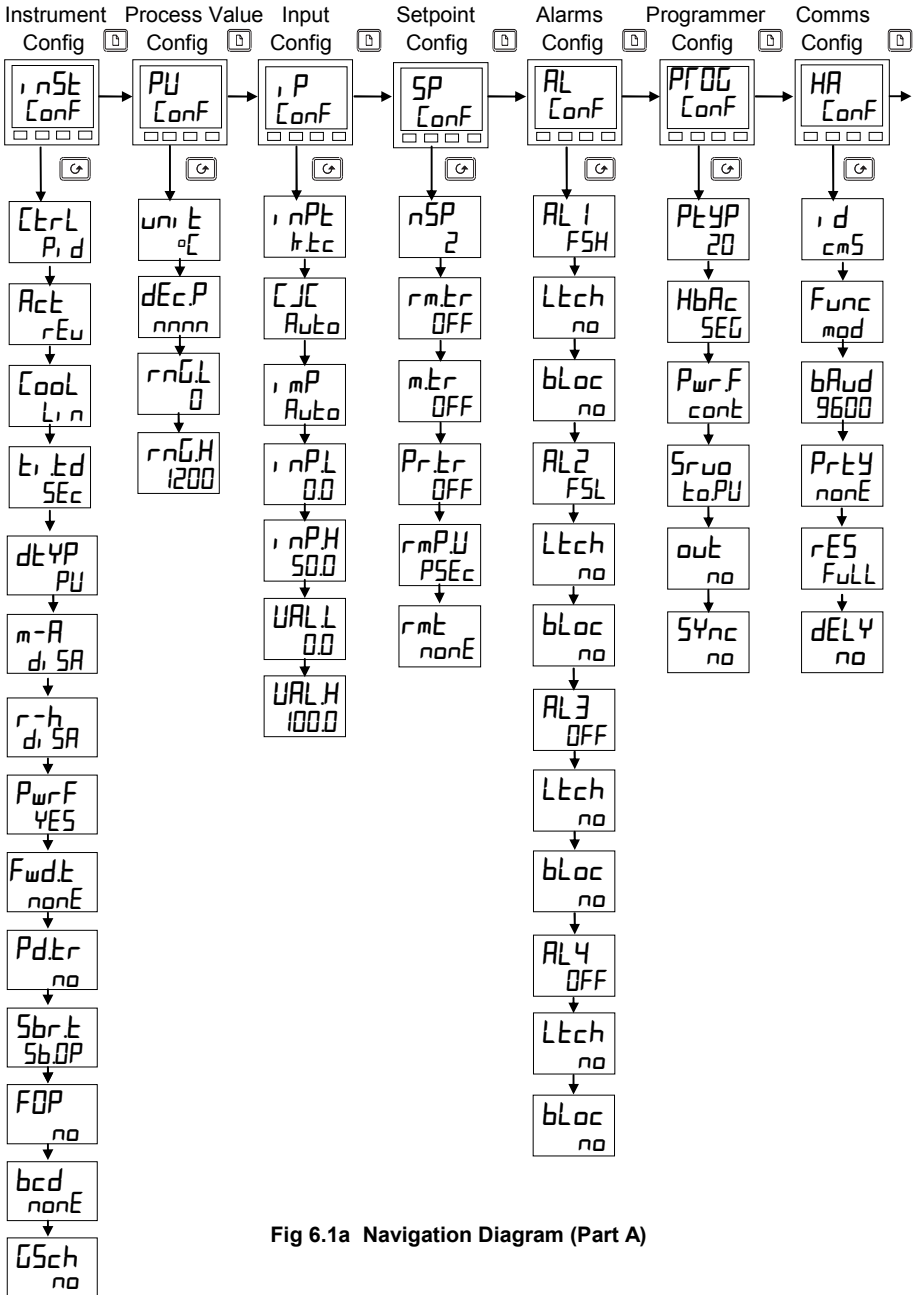 Instrument Config
Process Value Config
Input Config
Setpoint Config
Alarms Config
Programmer Config
Comms Config
inSt
ConF
CtrL
Pid
Act
rEv
CooL
Lin
ti.td
SEc
dtYP
PV
m-A
diSA
r-h
diSA
PwrF
YES
Fwd.t
nonE
Pd.tr
no
Sbr.t
Sb.OP
FOP
no
bcd
nonE
GSch
no
PV
ConF
unit
°C
dEc.P
nnnn
rnG.L
0
rnG.H
1200
iP
ConF
inPt
k.tc
CJC
Auto
imP
Auto
inP.L
0.0
inP.H
50.0
VAL.L
0.0
VAL.H
100.0
SP
ConF
nSP
2
rm.tr
OFF
m.tr
OFF
Pr.tr
OFF
rmP.U
PSEc
rmt
nonE
AL
ConF
AL1
FSH
Ltch
no
bLoc
no
AL2
FSL
Ltch
no
bLoc
no
AL3
OFF
Ltch
no
bLoc
no
AL4
OFF
Ltch
no
bLoc
no
PrOG
ConF
PtYP
20
HbAc
SEG
Pwr.F
cont
Srvo
to.PV
out
no
SYnc
no
HA
ConF
id
cmS
Func
mod
bAud
9600
PrtY
nonE
rES
FuLL
dELY
no
Fig 6.1a Navigation Diagram (Part A)